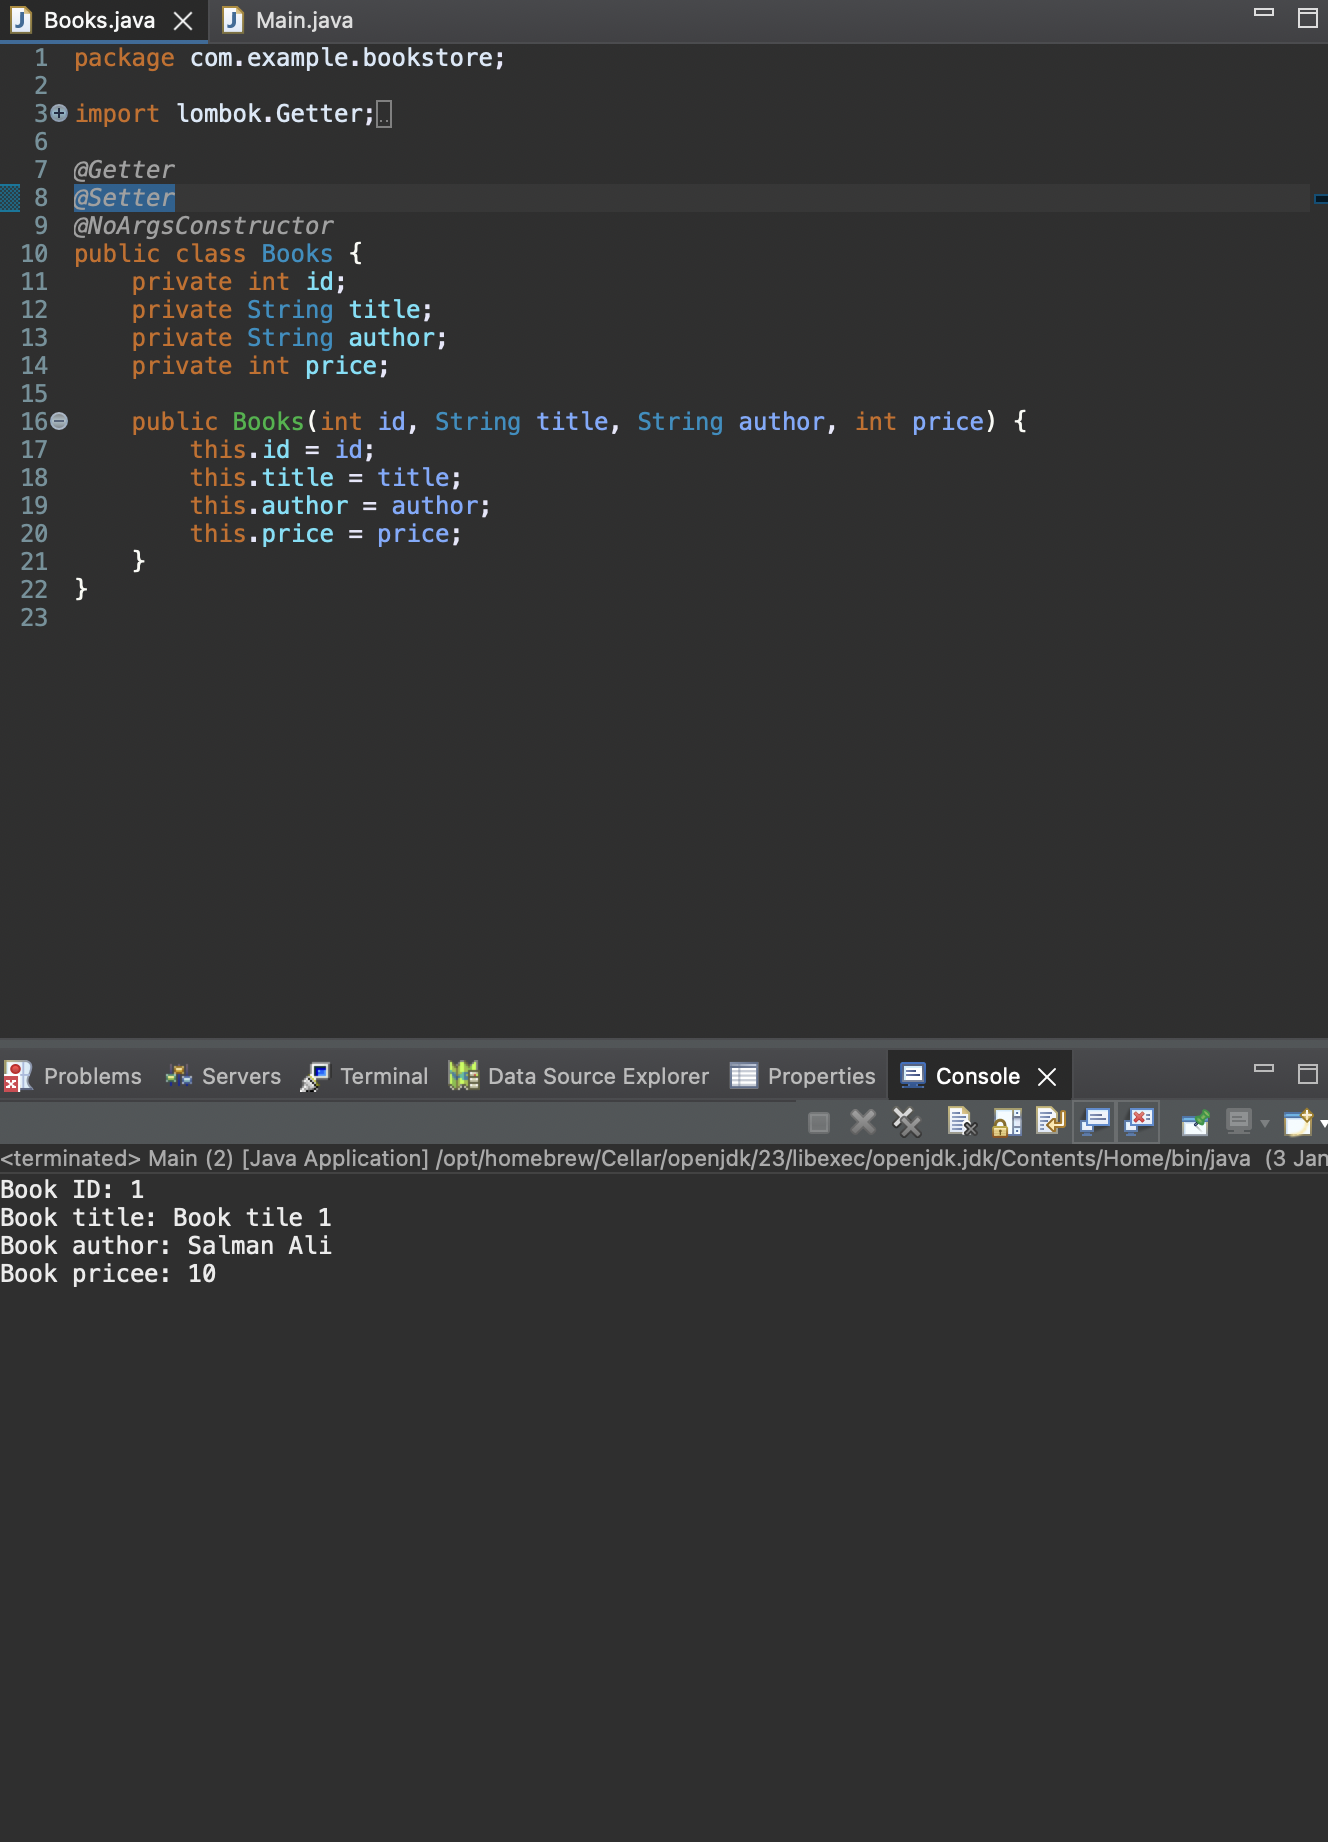 Books.java Main.java
1 package com.example.bookstore;
2
3 import lombok.Getter;
6
7 @Getter
8 @Setter
9 @NoArgsConstructor
10 public class Books {
11 private int id;
12 private String title;
13 private String author;
14 private int price;
15
16 public Books(int id, String title, String author, int price) {
17 this.id = id;
18 this.title = title;
19 this.author = author;
20 this.price = price;
21 }
22 }
23
Problems Servers Terminal Data Source Explorer Properties Console
<terminated> Main (2) [Java Application] /opt/homebrew/Cellar/openjdk/23/libexec/openjdk.jdk/Contents/Home/bin/java (3 Jan
Book ID: 1
Book title: Book tile 1
Book author: Salman Ali
Book pricee: 10